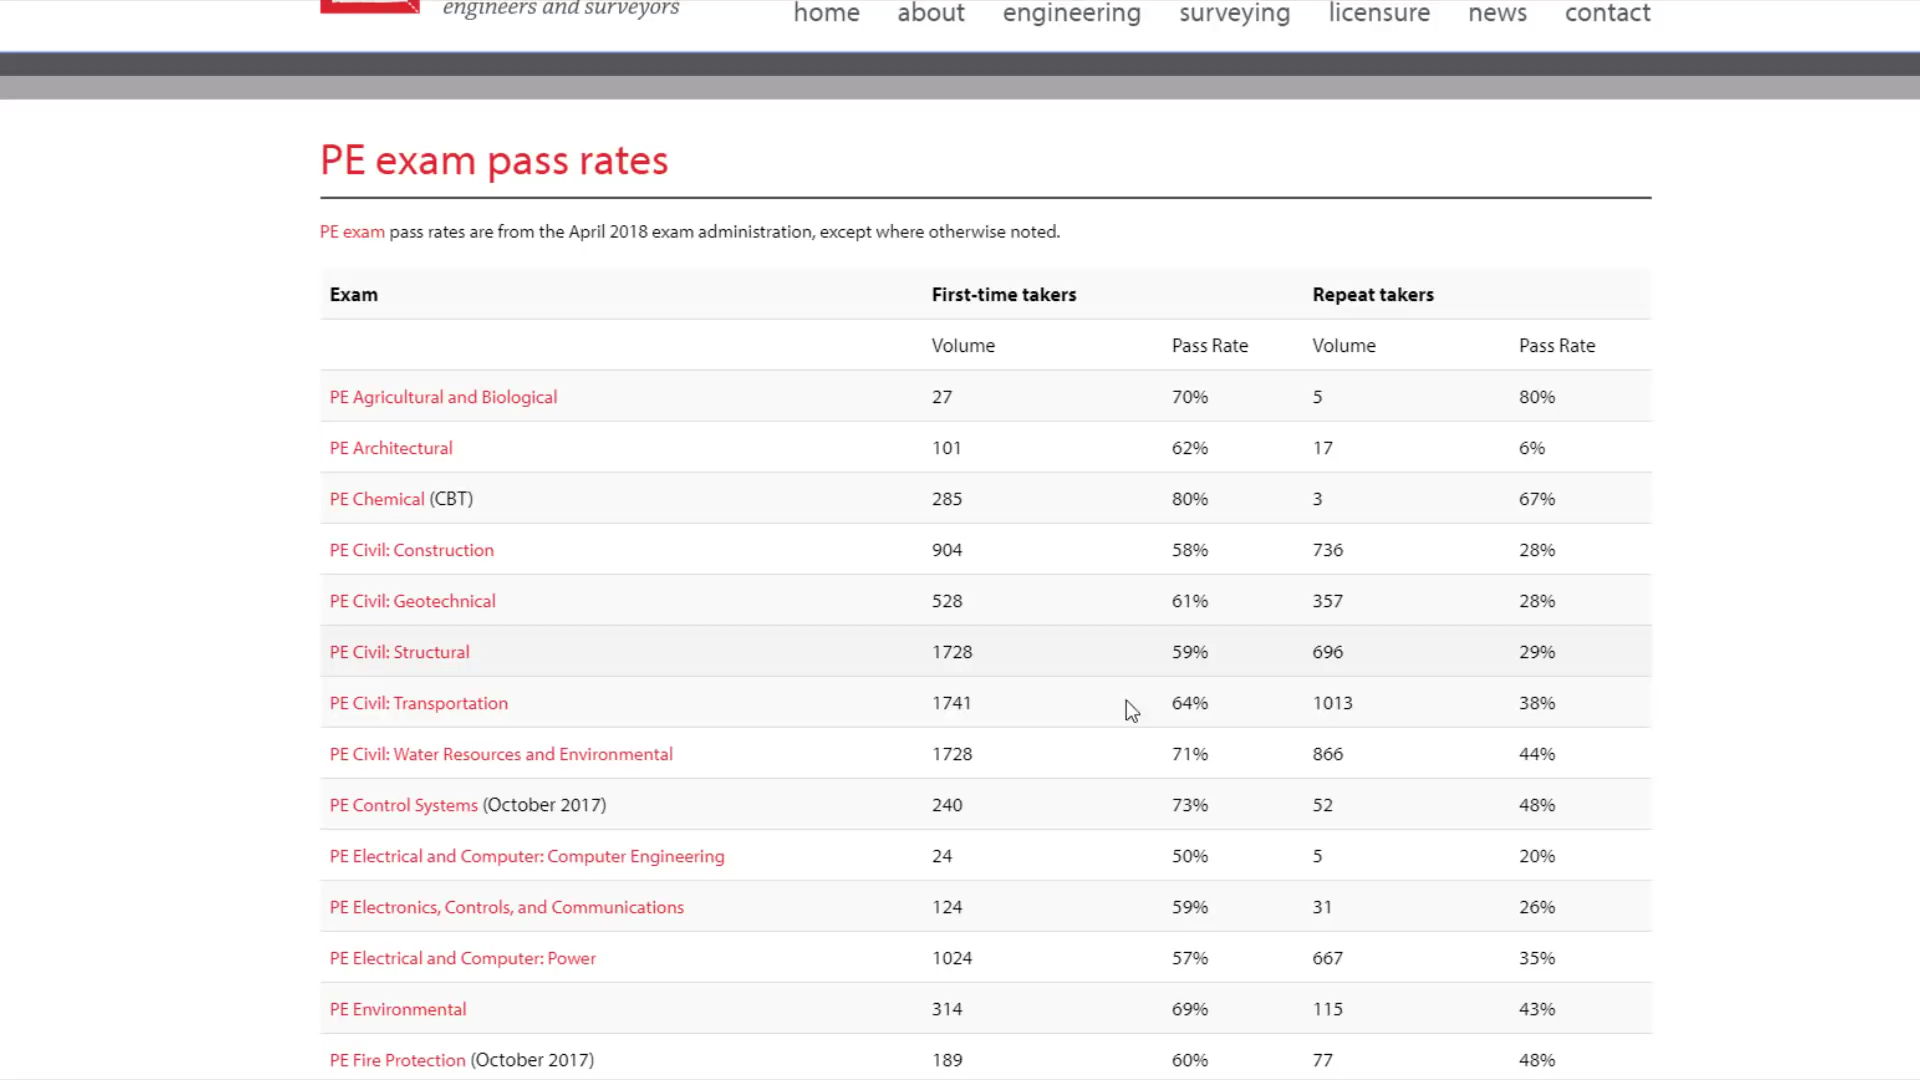 engineers and surveyors
home about engineering surveying licensure news contact
PE exam pass rates
PE exam pass rates are from the April 2018 exam administration, except where otherwise noted.
Exam First-time takers Repeat takers
Volume Pass Rate Volume Pass Rate
PE Agricultural and Biological 27 70% 5 80%
PE Architectural 101 62% 17 6%
PE Chemical (CBT) 285 80% 3 67%
PE Civil: Construction 904 58% 736 28%
PE Civil: Geotechnical 528 61% 357 28%
PE Civil: Structural 1728 59% 696 29%
PE Civil: Transportation 1741 64% 1013 38%
PE Civil: Water Resources and Environmental 1728 71% 866 44%
PE Control Systems (October 2017) 240 73% 52 48%
PE Electrical and Computer: Computer Engineering 24 50% 5 20%
PE Electronics, Controls, and Communications 124 59% 31 26%
PE Electrical and Computer: Power 1024 57% 667 35%
PE Environmental 314 69% 115 43%
PE Fire Protection (October 2017) 189 60% 77 48%